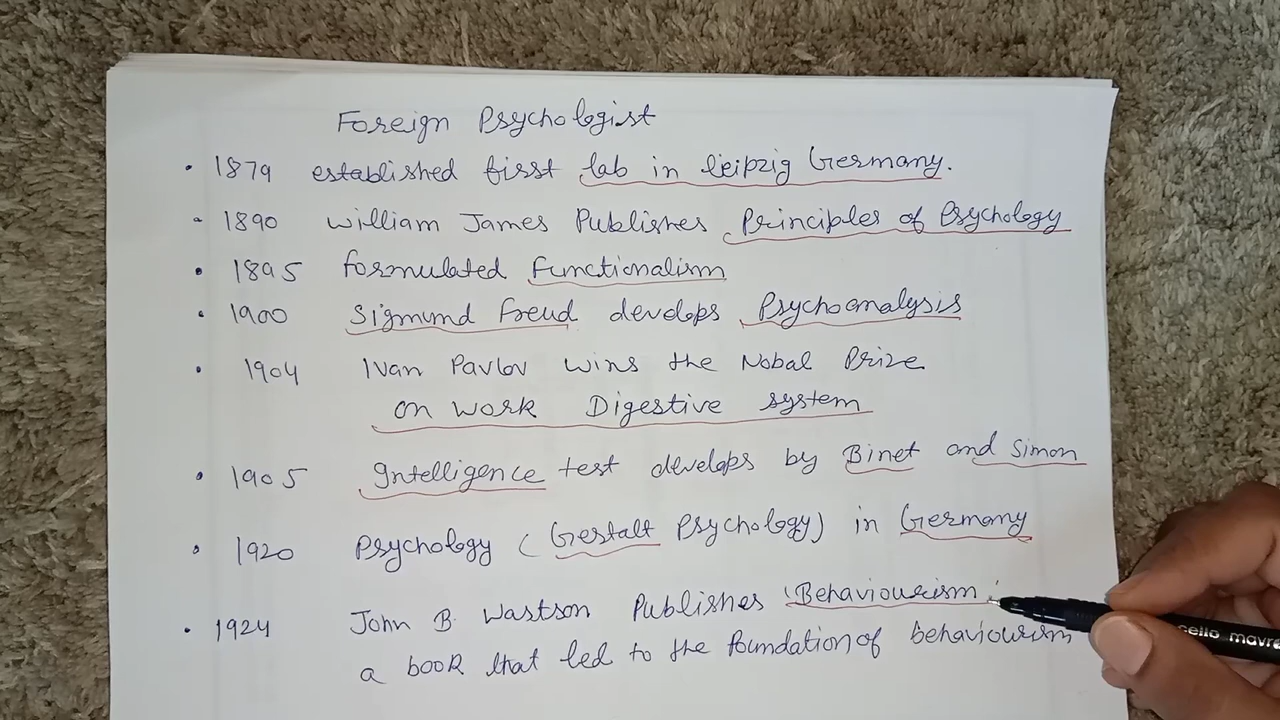 Foreign Psychologist
• 1879 established first lab in leipzig Germany.
• 1890 William James Publishes Principles of Psychology
• 1895 formulated Functionalism
• 1900 Sigmund Freud develops Psychoanalysis
• 1904 Ivan Pavlov wins the Nobal Prize
on work Digestive system
• 1905 Intelligence test develops by Binet and Simon
• 1920 Psychology (Gestalt Psychology) in Germany
• 1924 John B. Wastson Publishes 'Behaviourism'
a book that led to the foundation of behaviourism
cello mavre